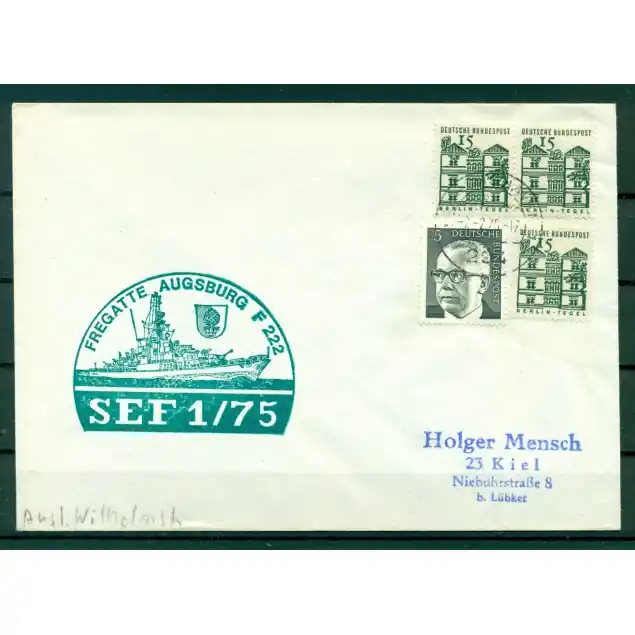 DEUTSCHE BUNDESPOST
15
BERLIN-TEGEL
DEUTSCHE BUNDESPOST
15
BERLIN-TEGEL
5
DEUTSCHE
BUNDESPOST
DEUTSCHE BUNDESPOST
15
BERLIN-TEGEL
FREGATTE AUGSBURG F 222
SEF 1/75
Holger Mensch
23 Kiel
Niebuhrstraße 8
b. Lübker